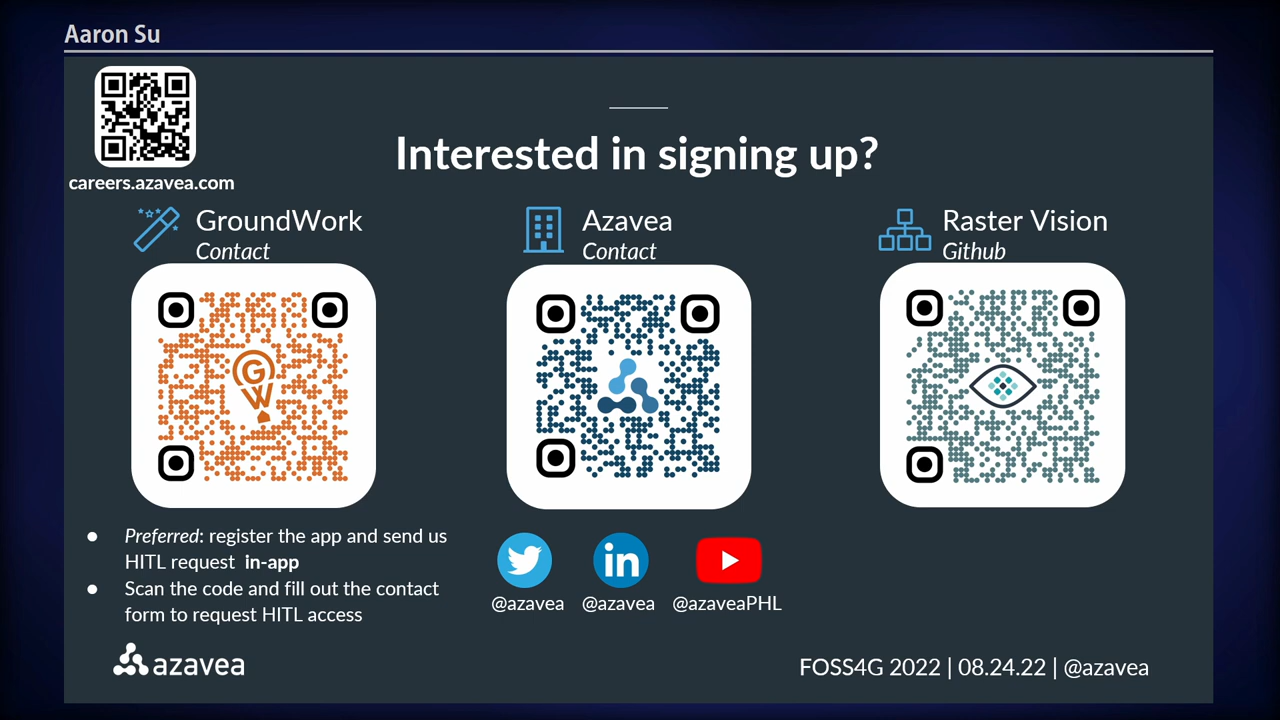 Aaron Su
careers.azavea.com
Interested in signing up?
GroundWork
Contact
Azavea
Contact
Raster Vision
Github
GW
● Preferred: register the app and send us
HITL request in-app
● Scan the code and fill out the contact
form to request HITL access
in
@azavea
@azavea
@azaveaPHL
azavea
FOSS4G 2022 | 08.24.22 | @azavea